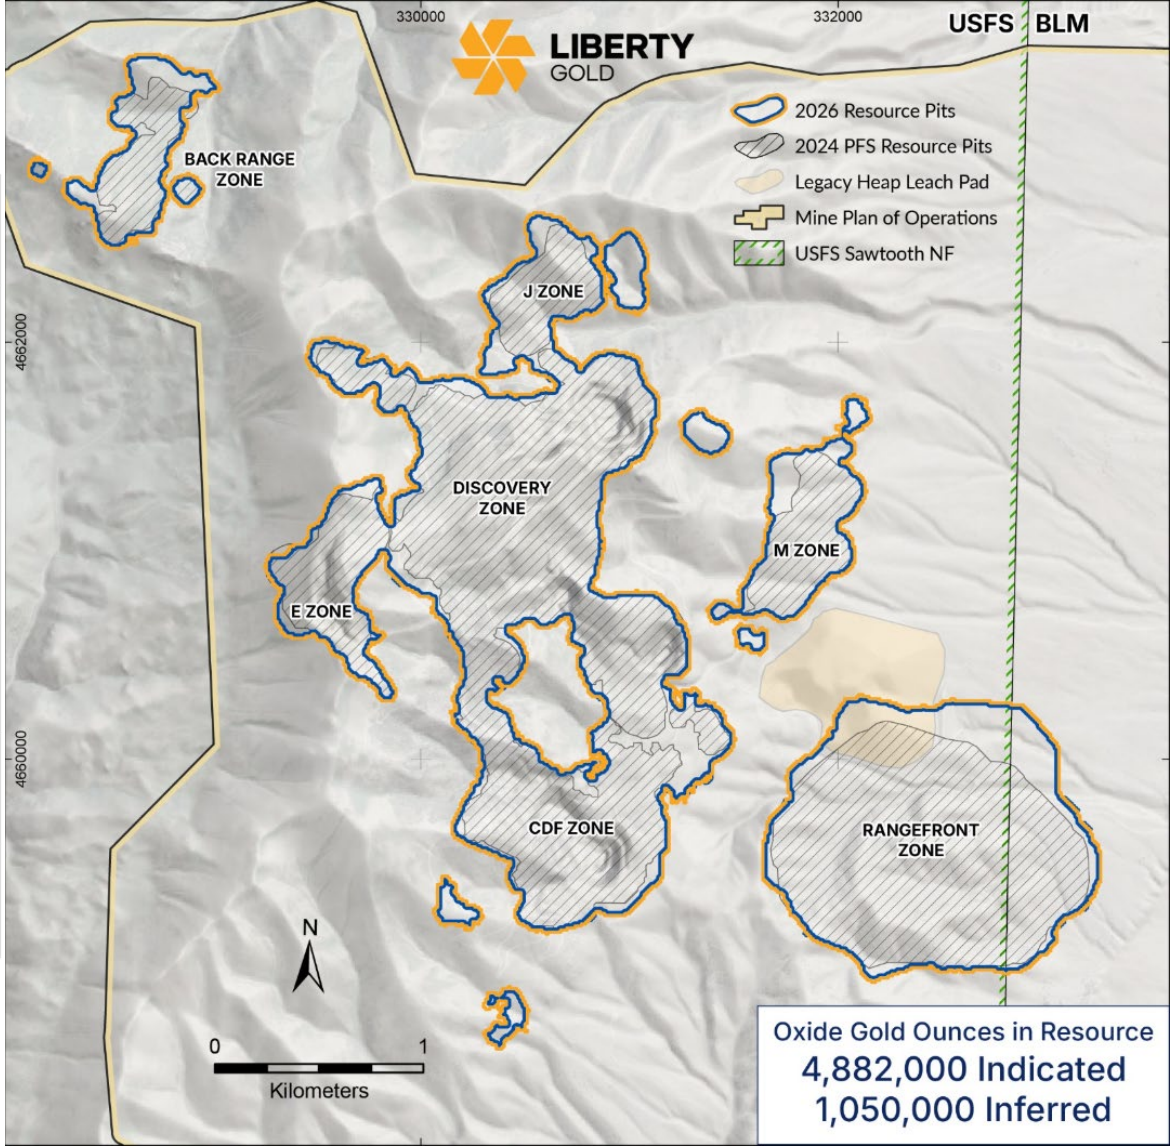 330000
332000
USFS BLM
LIBERTY
GOLD
2026 Resource Pits
2024 PFS Resource Pits
Legacy Heap Leach Pad
Mine Plan of Operations
USFS Sawtooth NF
BACK RANGE
ZONE
J ZONE
4662000
DISCOVERY
ZONE
M ZONE
E ZONE
4660000
CDF ZONE
RANGEFRONT
ZONE
N
0 1
Kilometers
Oxide Gold Ounces in Resource
4,882,000 Indicated
1,050,000 Inferred